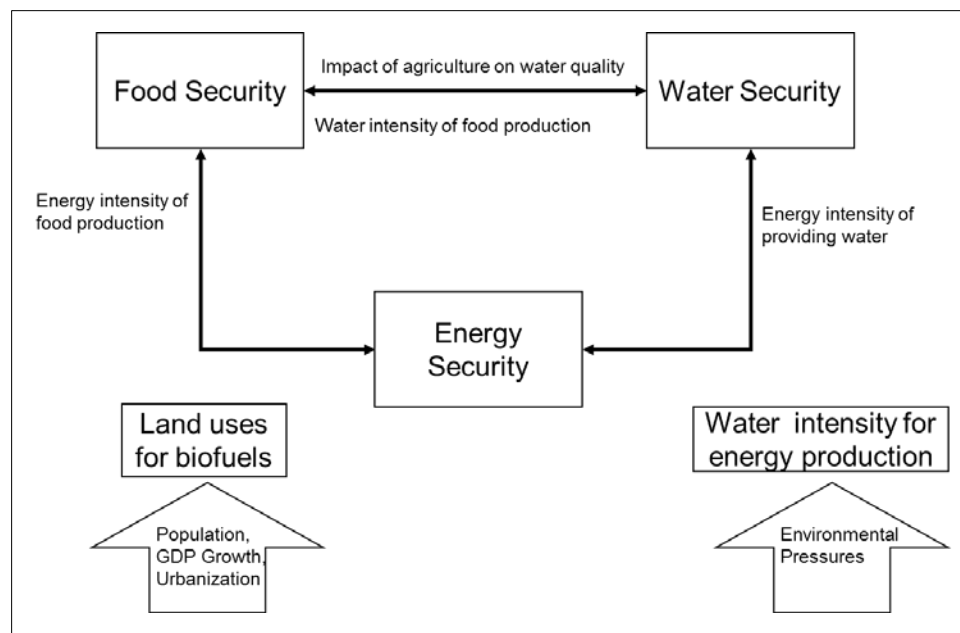 Food Security
Impact of agriculture on water quality
Water Security
Water intensity of food production
Energy intensity of
food production
Energy intensity of
providing water
Energy
Security
Land uses
for biofuels
Water intensity for
energy production
Population,
GDP Growth,
Urbanization
Environmental
Pressures